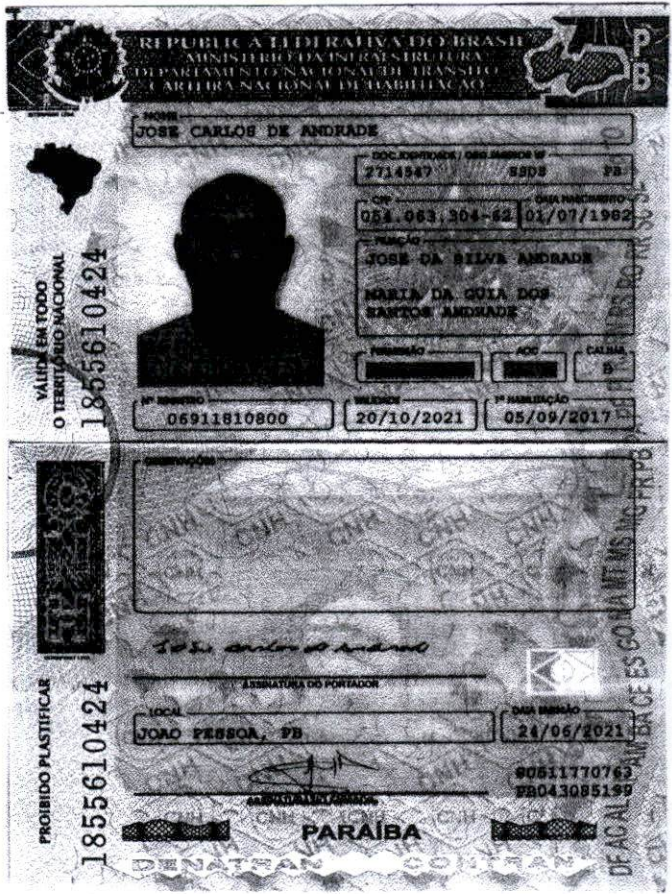 REPUBLICA FEDERATIVA DO BRASIL
MINISTERIO DA INFRAESTRUTURA
DEPARTAMENTO NACIONAL DE TRANSITO
CARTEIRA NACIONAL DE HABILITAÇÃO
PB
NOME
JOSE CARLOS DE ANDRADE
DOC. IDENTIDADE / ORG. EMISSOR UF
2714547 SSDS PB
CPF
DATA NASCIMENTO
054.063.304-62
01/07/1982
FILIAÇÃO
JOSE DA SILVA ANDRADE
MARIA DA GUIA DOS
SANTOS ANDRADE
PERMISSÃO
ACC
CAT.HAB
B
Nº REGISTRO
VALIDADE
1ª HABILITAÇÃO
06911810800
20/10/2021
05/09/2017
VÁLIDA EM TODO
O TERRITÓRIO NACIONAL
1855610424
OBSERVAÇÕES
CNH CNH CNH
ASSINATURA DO PORTADOR
LOCAL
DATA EMISSÃO
JOAO PESSOA, PB
24/06/2021
90511770763
PB043085199
PARAÍBA
DENATRAN CONTRAN
PROIBIDO PLASTIFICAR
1855610424